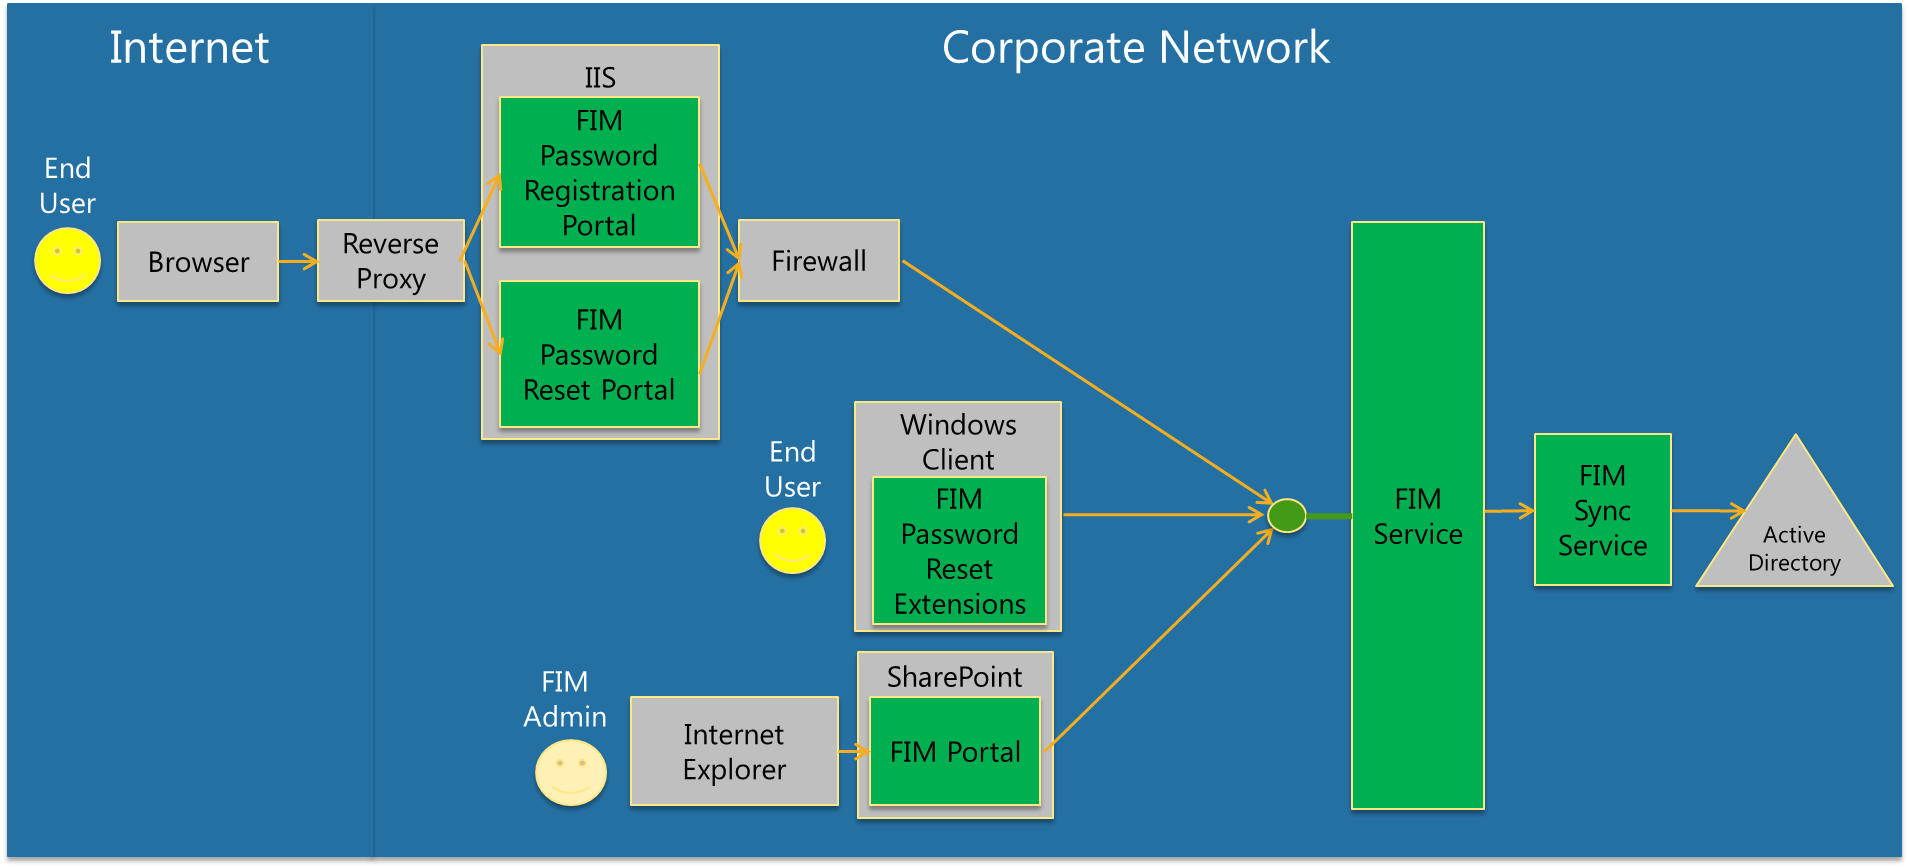 Internet
Corporate Network
IIS
FIM
Password
Registration
Portal
End
User
Browser
Reverse
Proxy
Firewall
FIM
Password
Reset Portal
Windows
Client
FIM
Password
Reset
Extensions
End
User
FIM
Service
FIM
Sync
Service
Active
Directory
FIM
Admin
Internet
Explorer
SharePoint
FIM Portal